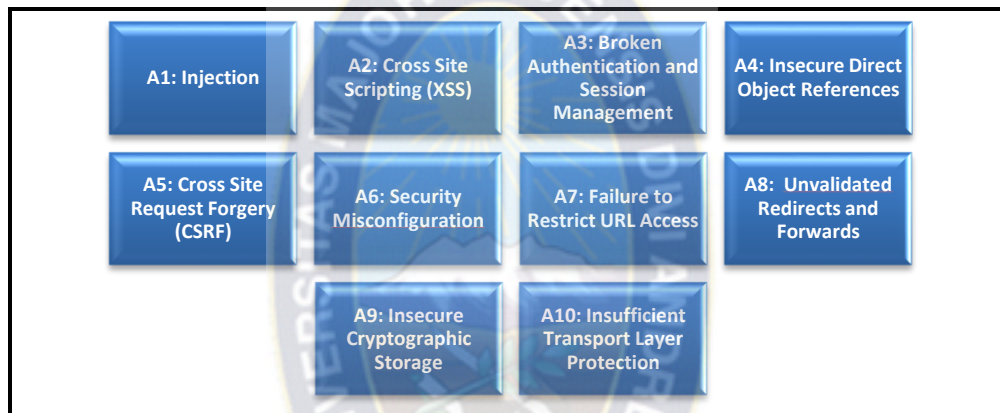 A1: Injection
A2: Cross Site
Scripting (XSS)
A3: Broken
Authentication and
Session
Management
A4: Insecure Direct
Object References
A5: Cross Site
Request Forgery
(CSRF)
A6: Security
Misconfiguration
A7: Failure to
Restrict URL Access
A8: Unvalidated
Redirects and
Forwards
A9: Insecure
Cryptographic
Storage
A10: Insufficient
Transport Layer
Protection